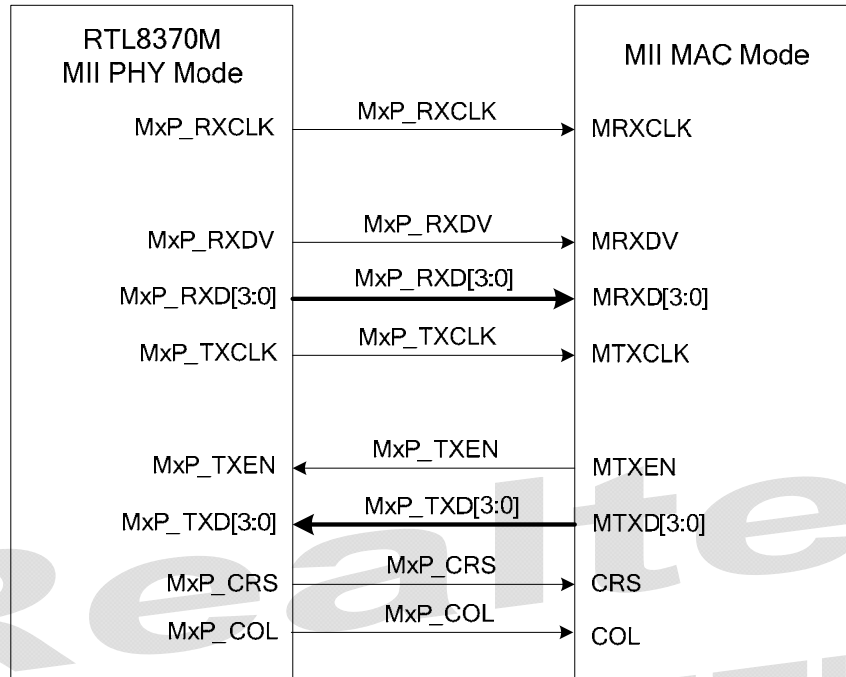 RTL8370M
MII PHY Mode
MII MAC Mode
MxP_RXCLK MxP_RXCLK MRXCLK
MxP_RXDV MxP_RXDV MRXDV
MxP_RXD[3:0] MxP_RXD[3:0] MRXD[3:0]
MxP_TXCLK MxP_TXCLK MTXCLK
MxP_TXEN MxP_TXEN MTXEN
MxP_TXD[3:0] MxP_TXD[3:0] MTXD[3:0]
MxP_CRS MxP_CRS CRS
MxP_COL MxP_COL COL
Realte